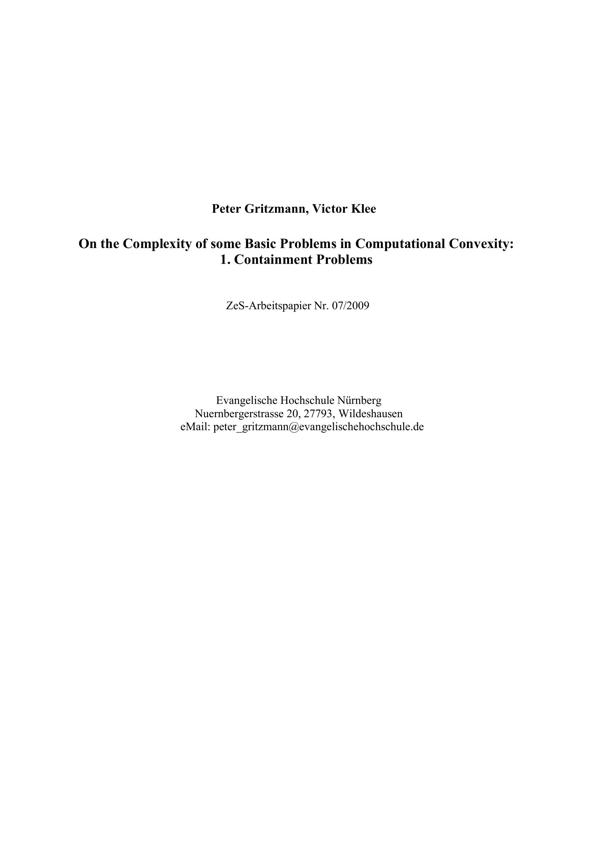 Peter Gritzmann, Victor Klee
On the Complexity of some Basic Problems in Computational Convexity:
1. Containment Problems
ZeS-Arbeitspapier Nr. 07/2009
Evangelische Hochschule Nürnberg
Nuernbergerstrasse 20, 27793, Wildeshausen
eMail: peter_gritzmann@evangelischehochschule.de